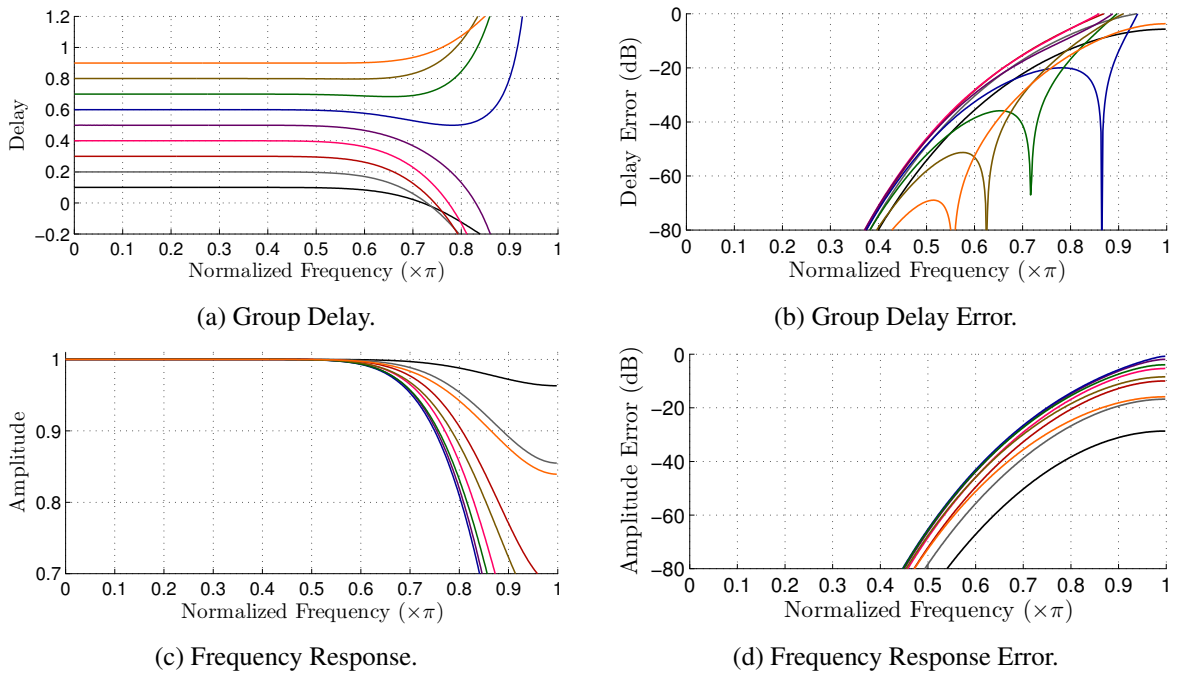 1.2
1
0.8
0.6
0.4
0.2
0
−0.2
Delay
0 0.1 0.2 0.3 0.4 0.5 0.6 0.7 0.8 0.9 1
Normalized Frequency (×π)
(a) Group Delay.
0
−20
−40
−60
−80
Delay Error (dB)
0 0.1 0.2 0.3 0.4 0.5 0.6 0.7 0.8 0.9 1
Normalized Frequency (×π)
(b) Group Delay Error.
1
0.9
0.8
0.7
Amplitude
0 0.1 0.2 0.3 0.4 0.5 0.6 0.7 0.8 0.9 1
Normalized Frequency (×π)
(c) Frequency Response.
0
−20
−40
−60
−80
Amplitude Error (dB)
0 0.1 0.2 0.3 0.4 0.5 0.6 0.7 0.8 0.9 1
Normalized Frequency (×π)
(d) Frequency Response Error.